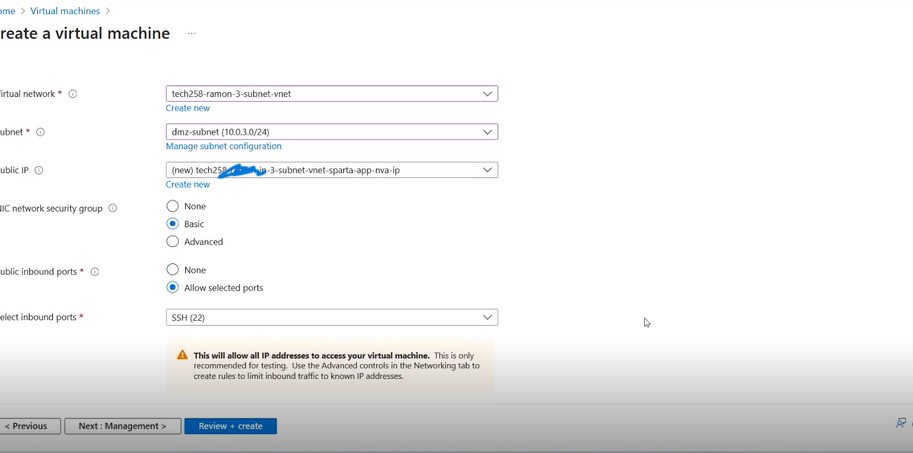 ome > Virtual machines >
reate a virtual machine ...
irtual network *
tech258-ramon-3-subnet-vnet
Create new
ubnet *
dmz-subnet (10.0.3.0/24)
Manage subnet configuration
ublic IP
(new) tech258- in-3-subnet-vnet-sparta-app-nva-ip
Create new
IC network security group
None
Basic
Advanced
ublic inbound ports *
None
Allow selected ports
elect inbound ports *
SSH (22)
This will allow all IP addresses to access your virtual machine. This is only
recommended for testing. Use the Advanced controls in the Networking tab to
create rules to limit inbound traffic to known IP addresses.
< Previous
Next : Management >
Review + create